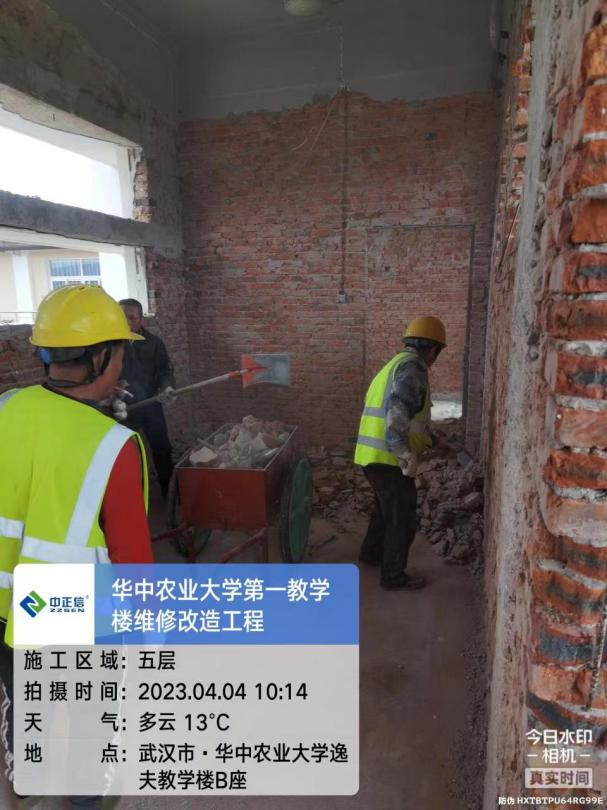 中正信
ZZSEN
华中农业大学第一教学
楼维修改造工程
施工区域：五层
拍摄时间：2023.04.04 10:14
天气：多云 13℃
地点：武汉市·华中农业大学逸
夫教学楼B座
今日水印
相机
真实时间
防伪 HXTBTPU64RG99E